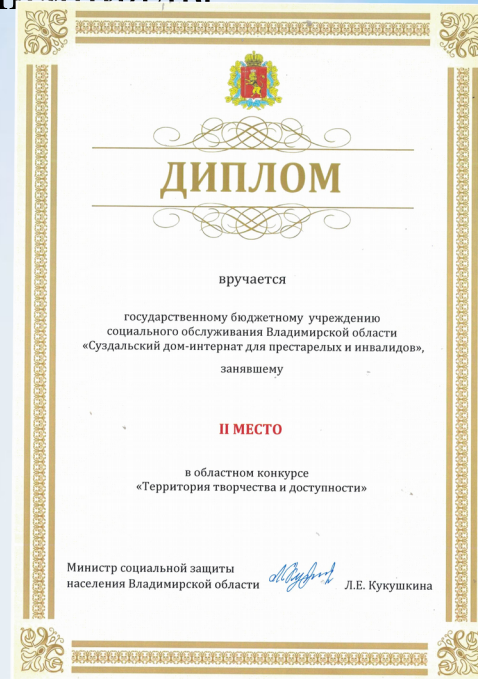 ДИПЛОМ
вручается
государственному бюджетному учреждению
социального обслуживания Владимирской области
«Суздальский дом-интернат для престарелых и инвалидов»,
занявшему
II МЕСТО
в областном конкурсе
«Территория творчества и доступности»
Министр социальной защиты
населения Владимирской области
Л.Е. Кукушкина